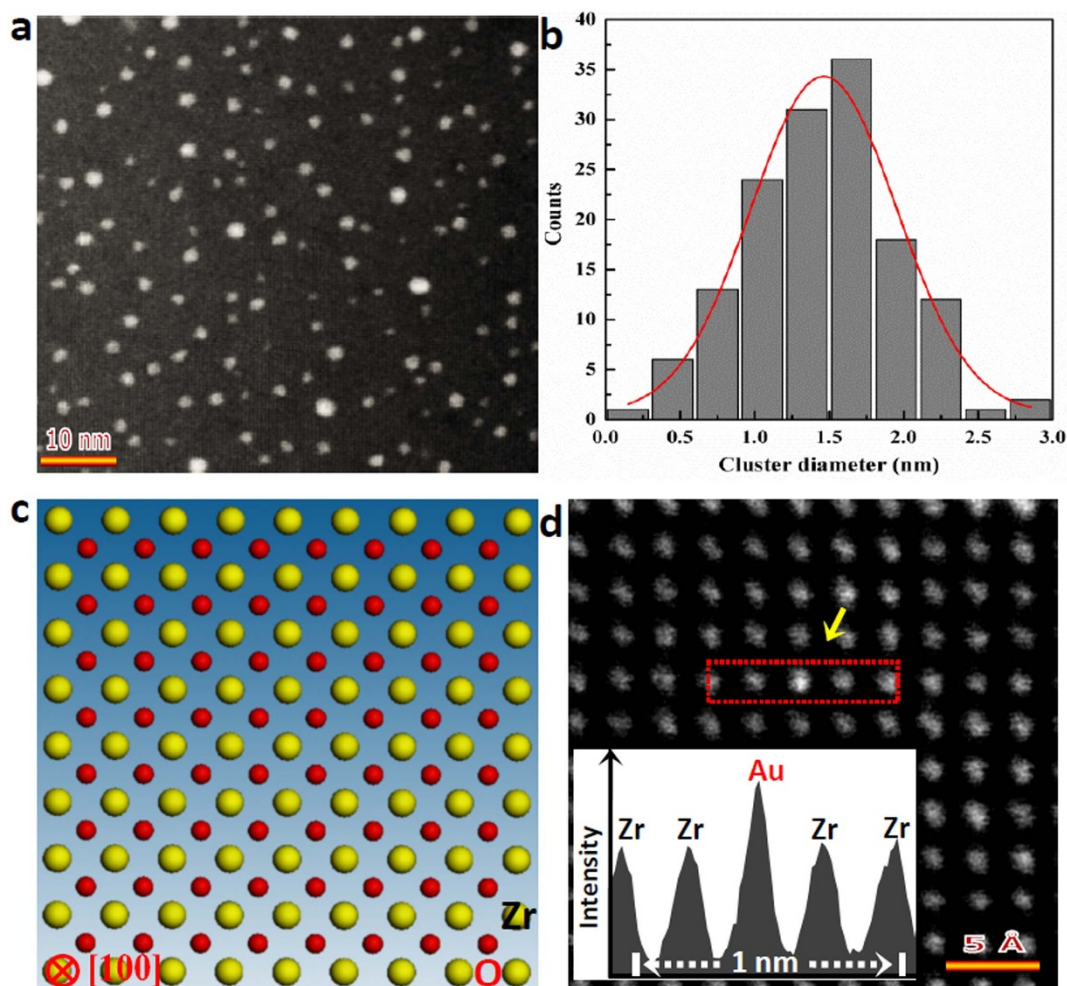 a
10 nm
b
40
35
30
25
20
15
10
5
0
Counts
0.0 0.5 1.0 1.5 2.0 2.5 3.0
Cluster diameter (nm)
c
Zr
[100]
O
d
Au
Zr Zr Zr Zr
Intensity
1 nm
5 Å